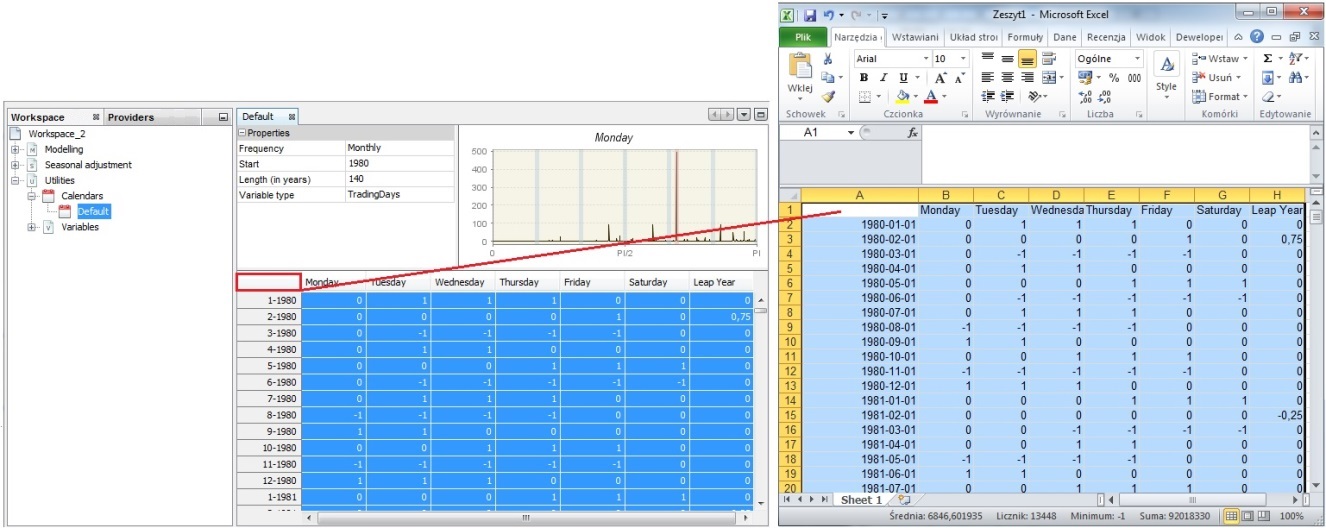 Workspace Providers
Workspace_2
Modelling
Seasonal adjustment
Utilities
Calendars
Default
Variables
Default
Properties
Frequency Monthly
Start 1980
Length (in years) 140
Variable type TradingDays
Monday
500
400
300
200
100
0
0 PI/2 PI
Monday Tuesday Wednesday Thursday Friday Saturday Leap Year
1-1980 0 1 1 1 0 0 0
2-1980 0 0 0 0 1 0 0,75
3-1980 0 -1 -1 -1 -1 0 0
4-1980 0 1 1 0 0 0 0
5-1980 0 0 0 1 1 1 0
6-1980 0 -1 -1 -1 -1 -1 0
7-1980 0 1 1 1 0 0 0
8-1980 -1 -1 -1 -1 0 0 0
9-1980 1 1 0 0 0 0 0
10-1980 0 0 1 1 1 0 0
11-1980 -1 -1 -1 -1 -1 0 0
12-1980 1 1 1 0 0 0 0
1-1981 0 0 0 1 1 1 0
Zeszyt1 - Microsoft Excel
Plik Narzędzia Wstawiani Układ stroi Formuły Dane Recenzja Widok Deweloper
Wklej
Arial 10
B I U A A
Ogólne
% 000
Style
Wstaw
Usuń
Format
Schowek Czcionka Wyrównanie Liczba Komórki Edytowanie
A1 fx
A B C D E F G H
1 Monday Tuesday Wednesda Thursday Friday Saturday Leap Year
2 1980-01-01 0 1 1 1 0 0 0
3 1980-02-01 0 0 0 0 1 0 0,75
4 1980-03-01 0 -1 -1 -1 -1 0 0
5 1980-04-01 0 1 1 0 0 0 0
6 1980-05-01 0 0 0 1 1 1 0
7 1980-06-01 0 -1 -1 -1 -1 -1 0
8 1980-07-01 0 1 1 1 0 0 0
9 1980-08-01 -1 -1 -1 -1 0 0 0
10 1980-09-01 1 1 0 0 0 0 0
11 1980-10-01 0 0 1 1 1 0 0
12 1980-11-01 -1 -1 -1 -1 -1 0 0
13 1980-12-01 1 1 1 0 0 0 0
14 1981-01-01 0 0 0 1 1 1 0
15 1981-02-01 0 0 0 0 0 0 -0,25
16 1981-03-01 0 0 -1 -1 -1 -1 0
17 1981-04-01 0 0 1 1 0 0 0
18 1981-05-01 -1 -1 -1 -1 0 0 0
19 1981-06-01 1 1 0 0 0 0 0
20 1981-07-01 0 0 1 1 1 0 0
Sheet 1
Średnia: 6846,601935 Licznik: 13448 Minimum: -1 Suma: 92018330 100%